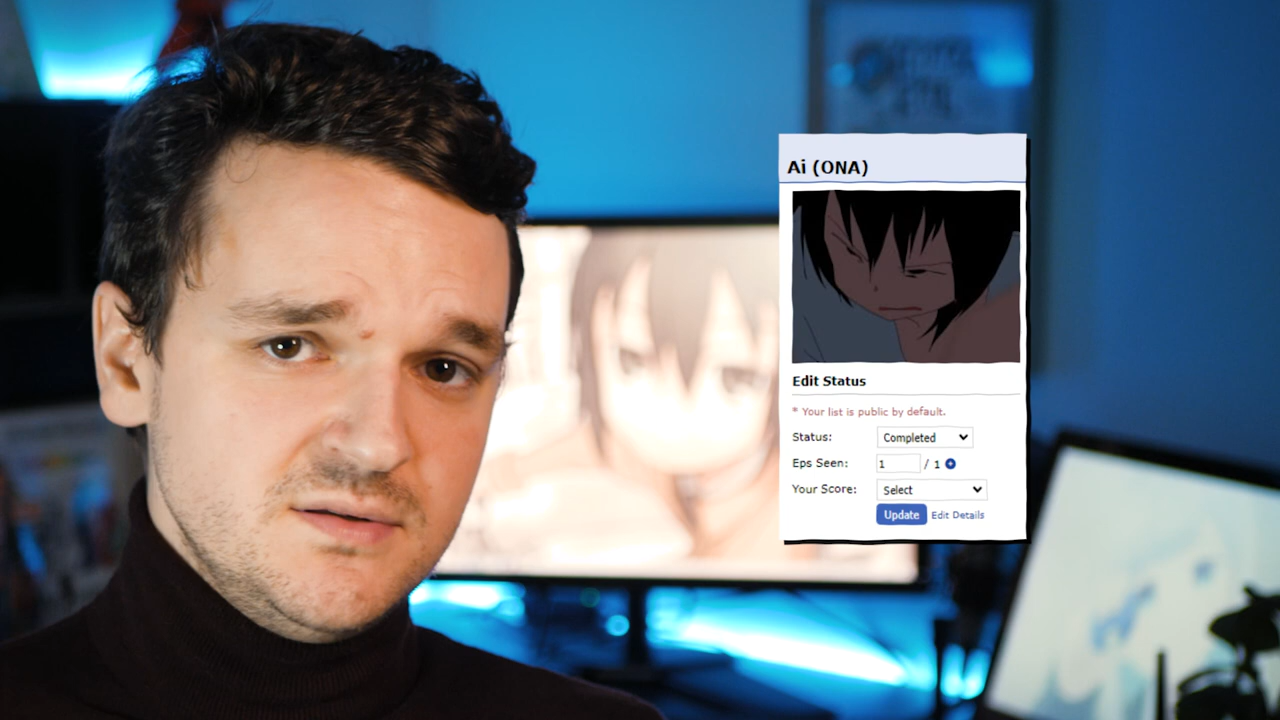 Ai (ONA)
Edit Status
* Your list is public by default.
Status: Completed
Eps Seen: 1 / 1
Your Score: Select
Update Edit Details